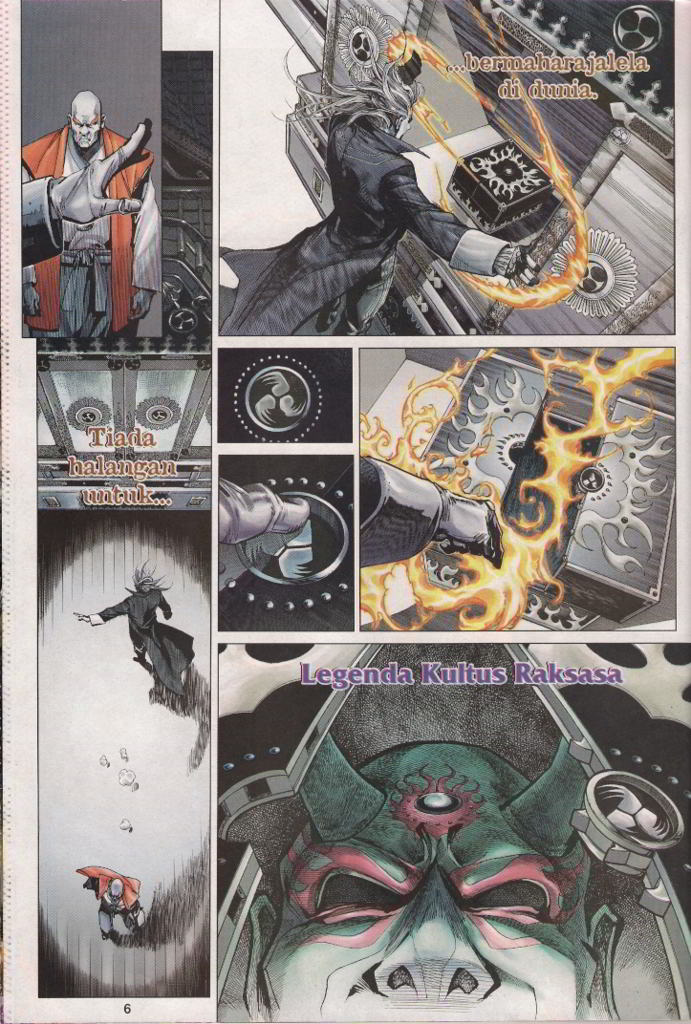 Tiada
halangan
untuk...
...bermaharajalela
di dunia.
Legenda Kultus Raksasa
6